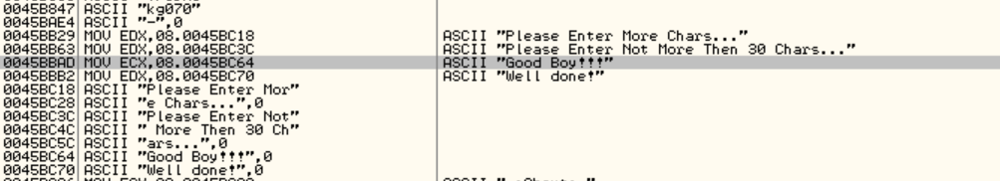 0045B847 ASCII "kg070"
0045BAE4 ASCII "-",0
0045BB29 MOV EDX,08.0045BC18 ASCII "Please Enter More Chars..."
0045BB63 MOV EDX,08.0045BC3C ASCII "Please Enter Not More Then 30 Chars..."
0045BBAD MOV ECX,08.0045BC64 ASCII "Good Boy!!!"
0045BBB2 MOV EDX,08.0045BC70 ASCII "Well done!"
0045BC18 ASCII "Please Enter Mor"
0045BC28 ASCII "e Chars...",0
0045BC3C ASCII "Please Enter Not"
0045BC4C ASCII " More Then 30 Ch"
0045BC5C ASCII "ars...",0
0045BC64 ASCII "Good Boy!!!",0
0045BC70 ASCII "Well done!",0